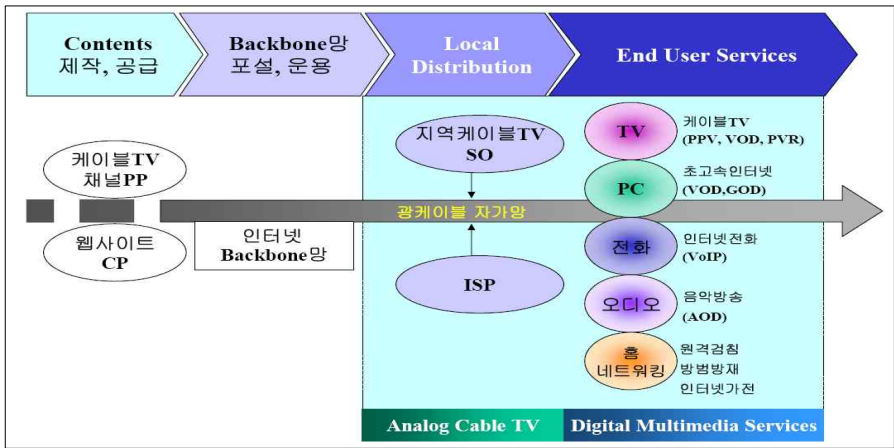 Contents
제작, 공급
Backbone망
포설, 운용
Local
Distribution
End User Services
케이블TV
채널PP
웹사이트
CP
인터넷
Backbone망
지역케이블TV
SO
광케이블 자가망
ISP
TV
케이블TV
(PPV, VOD, PVR)
PC
초고속인터넷
(VOD,GOD)
전화
인터넷전화
(VoIP)
오디오
음악방송
(AOD)
홈
네트워킹
원격검침
방범방재
인터넷가전
Analog Cable TV
Digital Multimedia Services